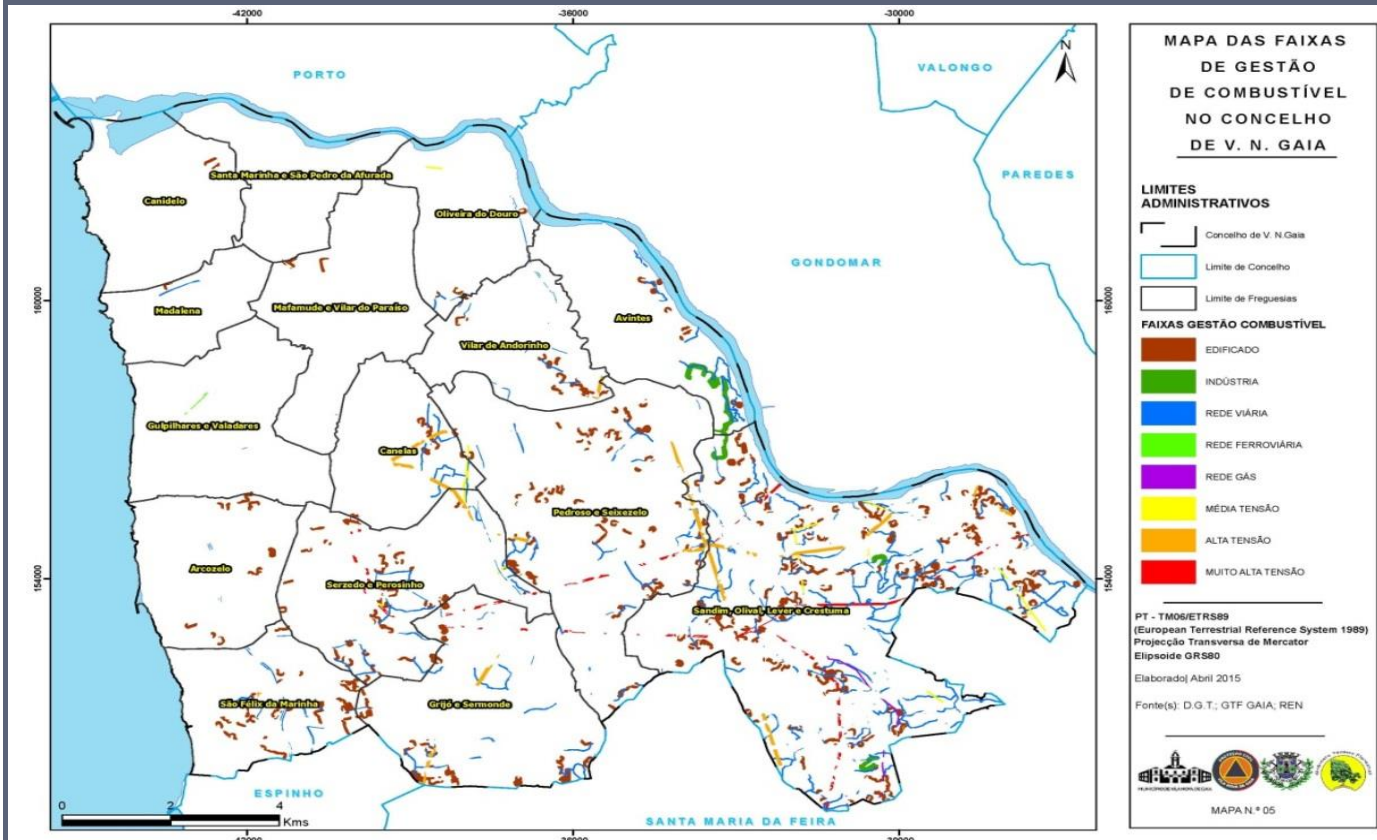 -42000
-36000
-30000
N
PORTO
VALONGO
PAREDES
GONDOMAR
ESPINHO
SANTA MARIA DA FEIRA
160000
160000
154000
154000
Santa Marinha e São Pedro da Afurada
Canidelo
Oliveira do Douro
Madalena
Mafamude e Vilar do Paraíso
Avintes
Vilar de Andorinho
Gulpilhares e Valadares
Canelas
Pedroso e Seixezelo
Arcozelo
Serzedo e Perosinho
Sandim, Olival, Lever e Crestuma
São Félix da Marinha
Grijó e Sermonde
0 2 4
Kms
MAPA DAS FAIXAS
DE GESTÃO
DE COMBUSTÍVEL
NO CONCELHO
DE V. N. GAIA
LIMITES
ADMINISTRATIVOS
Concelho de V. N.Gaia
Limite de Concelho
Limite de Freguesias
FAIXAS GESTÃO COMBUSTÍVEL
EDIFICADO
INDÚSTRIA
REDE VIÁRIA
REDE FERROVIÁRIA
REDE GÁS
MÉDIA TENSÃO
ALTA TENSÃO
MUITO ALTA TENSÃO
PT - TM06/ETRS89
(European Terrestrial Reference System 1989)
Projecção Transversa de Mercator
Elipsoide GRS80
Elaborado| Abril 2015
Fonte(s): D.G.T.; GTF GAIA; REN
MAPA N.º 05